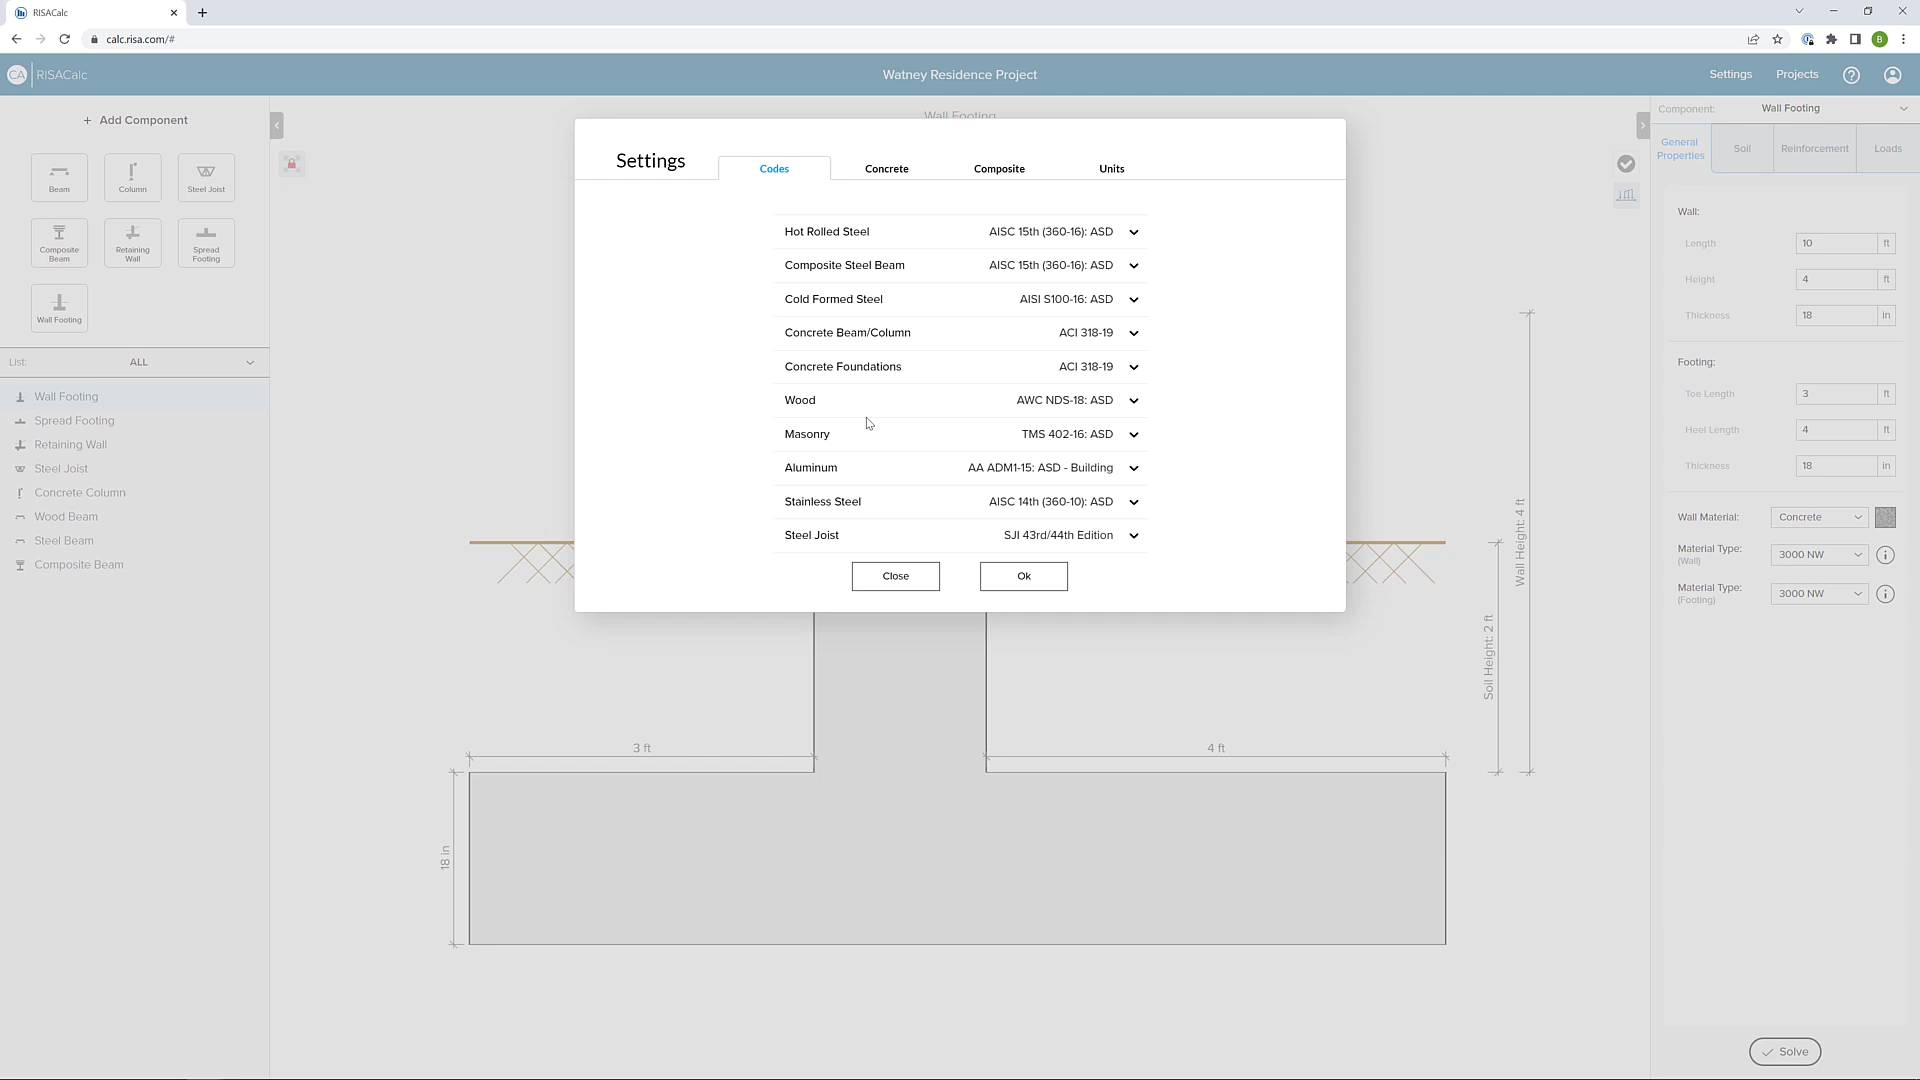 RISACalc
calc.risa.com/#
B
CA RISACalc
Watney Residence Project
Settings
Projects
?
+ Add Component
Beam
Column
Steel Joist
Composite
Beam
Retaining
Wall
Spread
Footing
Wall Footing
List: ALL
Wall Footing
Spread Footing
Retaining Wall
Steel Joist
Concrete Column
Wood Beam
Steel Beam
Composite Beam
Wall Footing
Settings
Codes
Concrete
Composite
Units
Hot Rolled Steel AISC 15th (360-16): ASD
Composite Steel Beam AISC 15th (360-16): ASD
Cold Formed Steel AISI S100-16: ASD
Concrete Beam/Column ACI 318-19
Concrete Foundations ACI 318-19
Wood AWC NDS-18: ASD
Masonry TMS 402-16: ASD
Aluminum AA ADM1-15: ASD - Building
Stainless Steel AISC 14th (360-10): ASD
Steel Joist SJI 43rd/44th Edition
Close
Ok
3 ft
4 ft
18 in
Soil Height: 2 ft
Wall Height: 4 ft
Component: Wall Footing
General
Properties
Soil
Reinforcement
Loads
Wall:
Length 10 ft
Height 4 ft
Thickness 18 in
Footing:
Toe Length 3 ft
Heel Length 4 ft
Thickness 18 in
Wall Material: Concrete
Material Type: 3000 NW
(Wall)
Material Type: 3000 NW
(Footing)
Solve